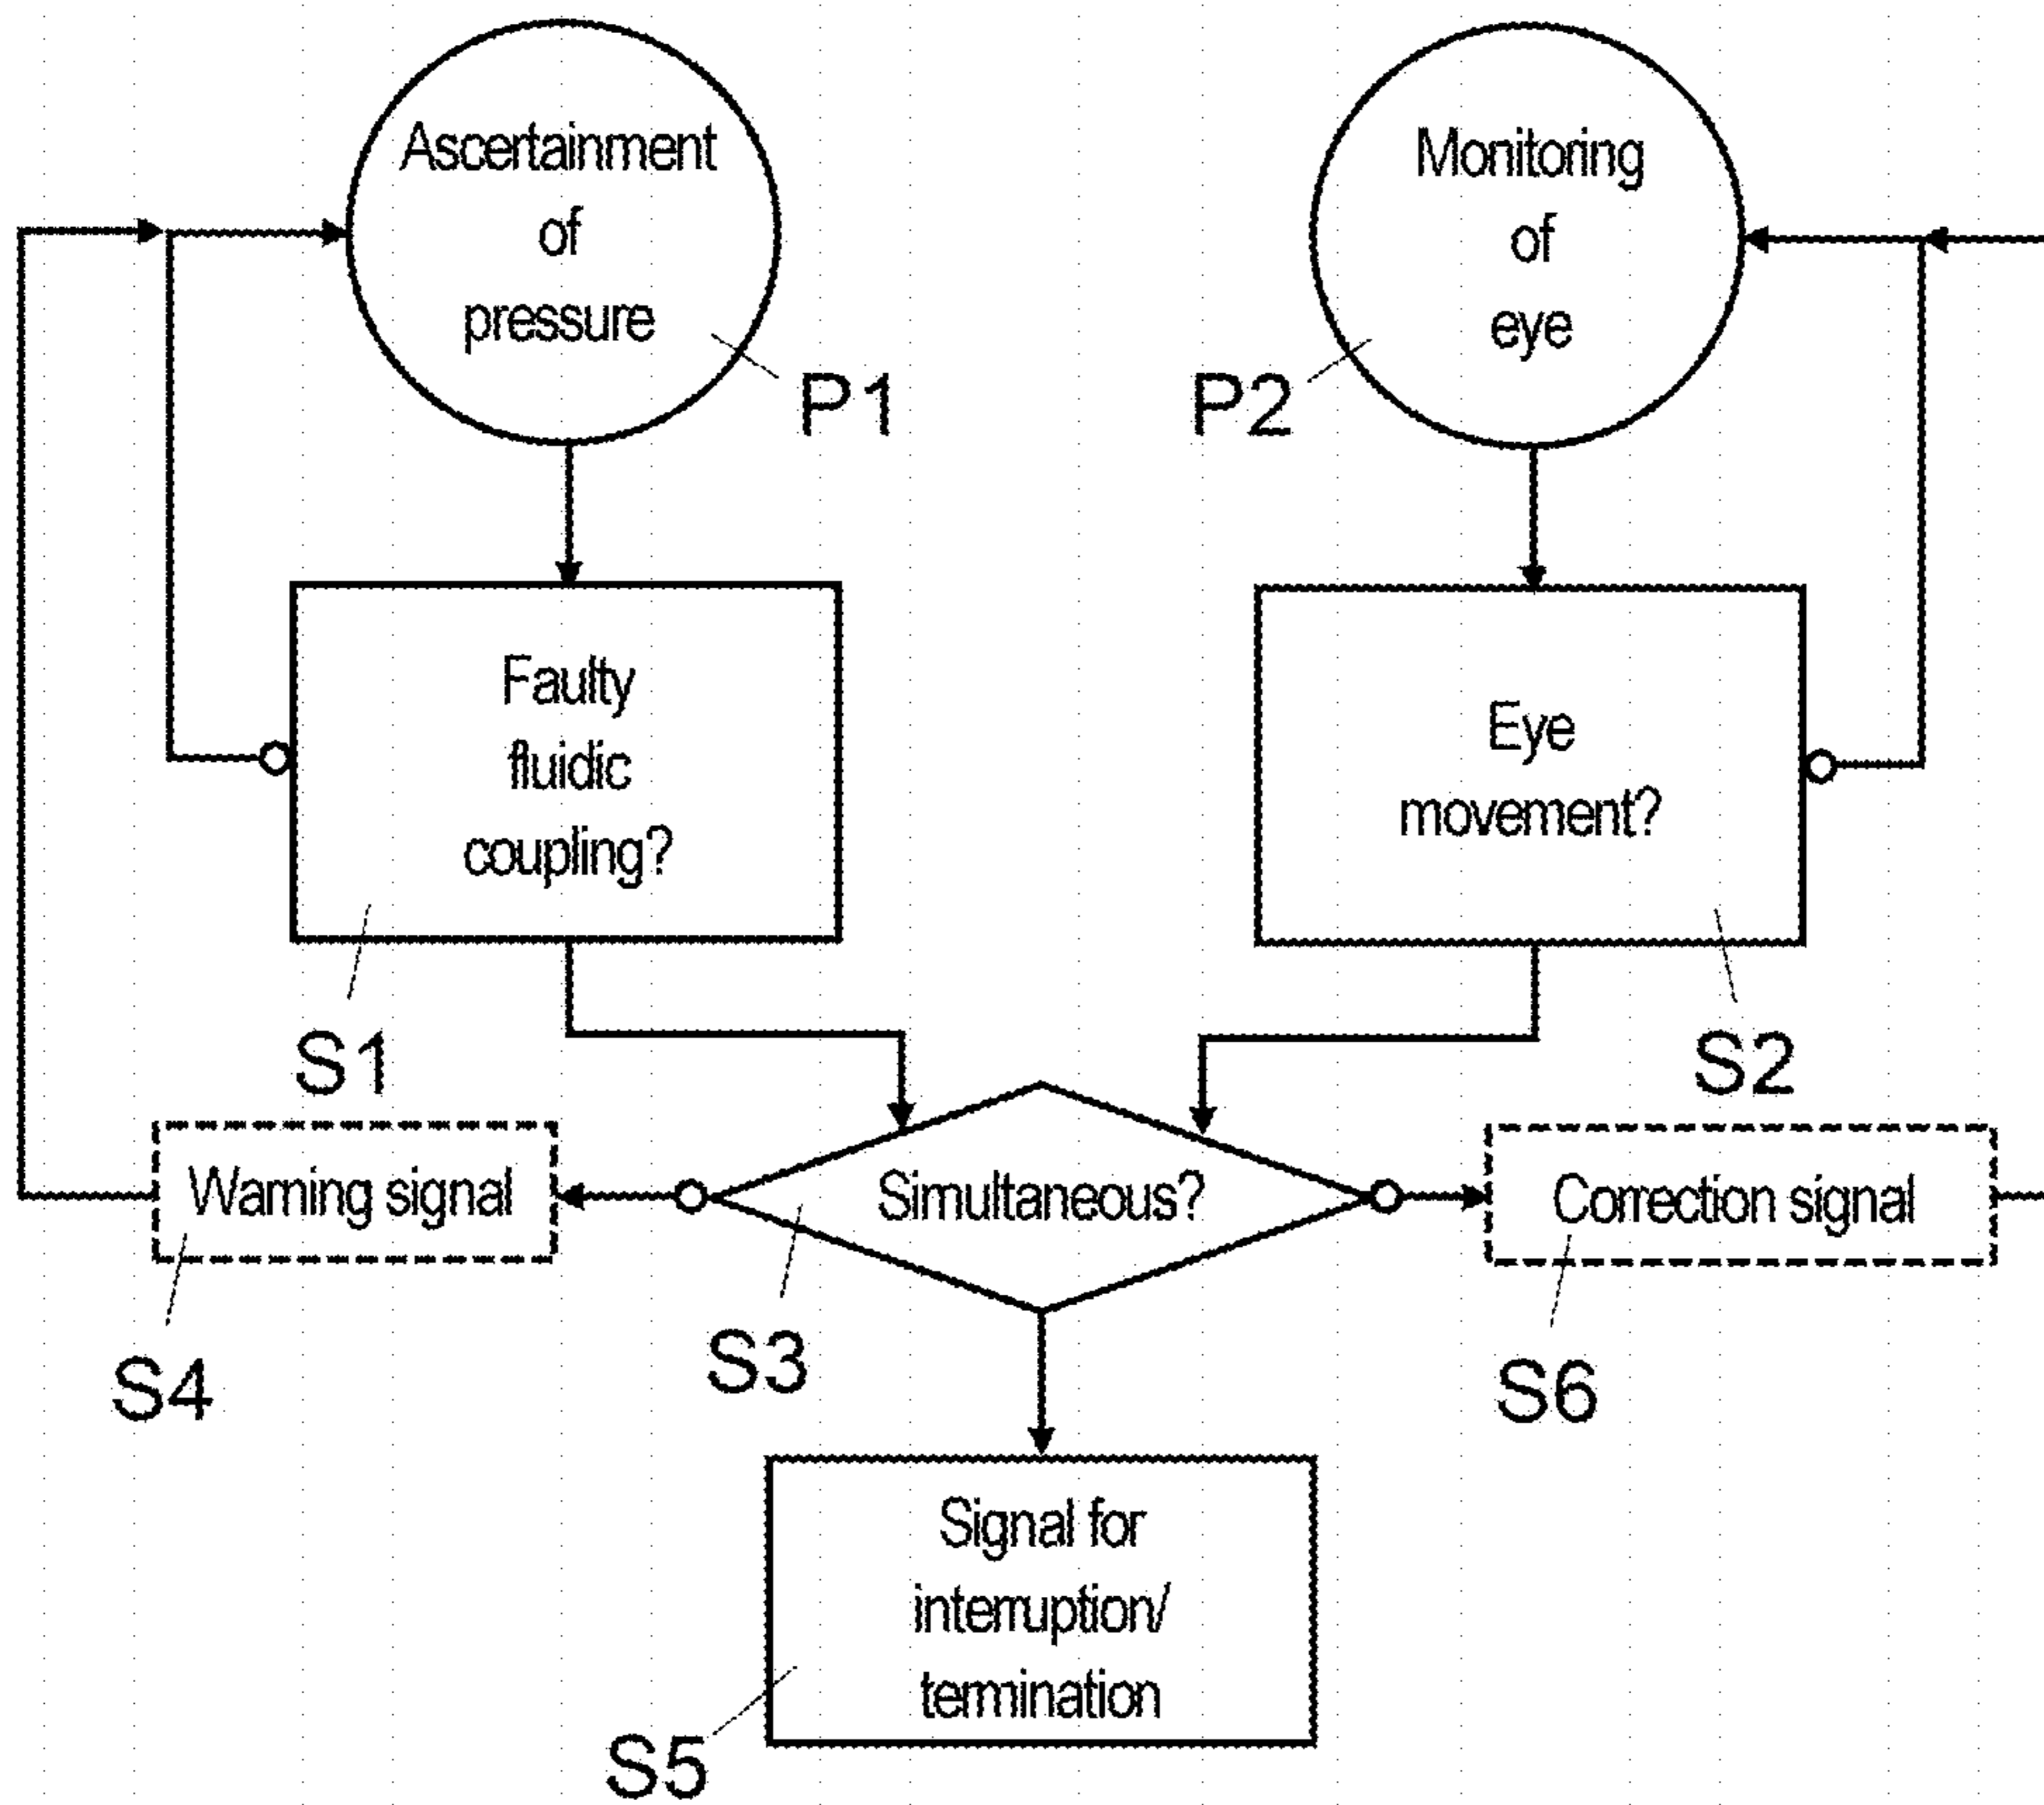 Ascertainment
of
pressure
P1
Monitoring
of
eye
P2
Faulty
fluidic
coupling?
S1
Eye
movement?
S2
Warning signal
S4
Simultaneous?
S3
Correction signal
S6
Signal for
interruption/
termination
S5